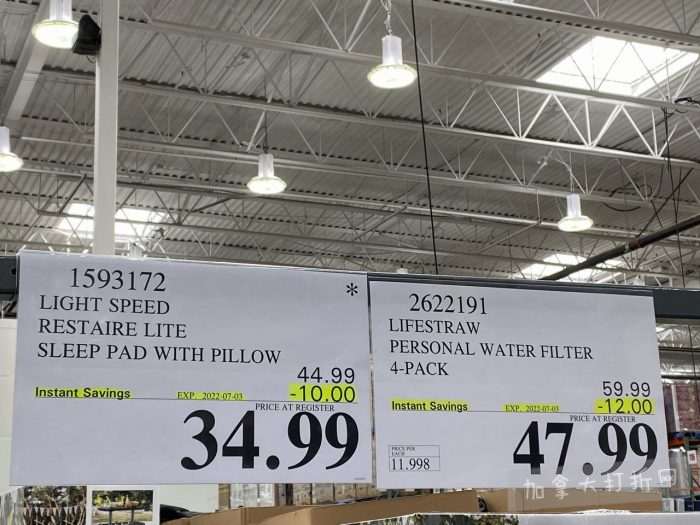 1593172
*
LIGHT SPEED
RESTAIRE LITE
SLEEP PAD WITH PILLOW
44.99
Instant Savings EXP. 2022-07-03 -10.00
PRICE AT REGISTER
34.99
2622191
LIFESTRAW
PERSONAL WATER FILTER
4-PACK
59.99
Instant Savings EXP. 2022-07-03 -12.00
PRICE AT REGISTER
47.99
PRICE PER
EACH
11.998
加拿大打折网